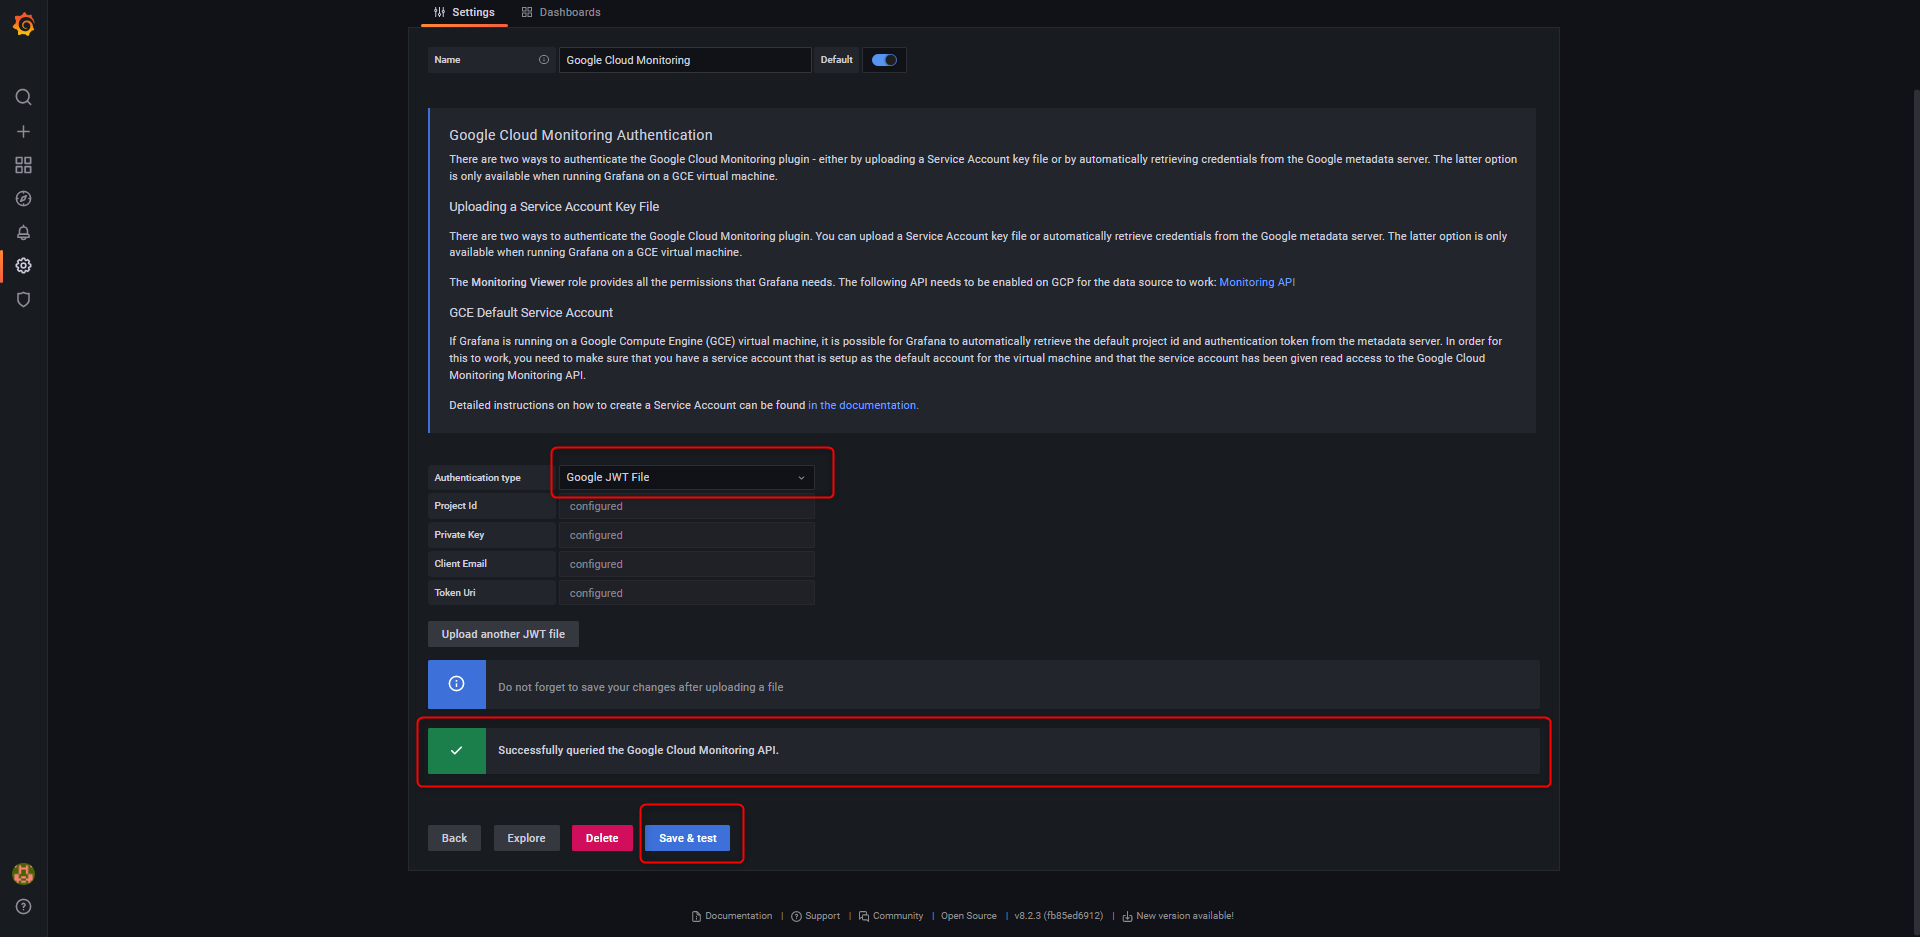 Settings Dashboards
Name Google Cloud Monitoring Default
Google Cloud Monitoring Authentication
There are two ways to authenticate the Google Cloud Monitoring plugin - either by uploading a Service Account key file or by automatically retrieving credentials from the Google metadata server. The latter option
is only available when running Grafana on a GCE virtual machine.
Uploading a Service Account Key File
There are two ways to authenticate the Google Cloud Monitoring plugin. You can upload a Service Account key file or automatically retrieve credentials from the Google metadata server. The latter option is only
available when running Grafana on a GCE virtual machine.
The Monitoring Viewer role provides all the permissions that Grafana needs. The following API needs to be enabled on GCP for the data source to work: Monitoring API
GCE Default Service Account
If Grafana is running on a Google Compute Engine (GCE) virtual machine, it is possible for Grafana to automatically retrieve the default project id and authentication token from the metadata server. In order for
this to work, you need to make sure that you have a service account that is setup as the default account for the virtual machine and that the service account has been given read access to the Google Cloud
Monitoring Monitoring API.
Detailed instructions on how to create a Service Account can be found in the documentation.
Authentication type Google JWT File
Project Id configured
Private Key configured
Client Email configured
Token Uri configured
Upload another JWT file
Do not forget to save your changes after uploading a file
Successfully queried the Google Cloud Monitoring API.
Back Explore Delete Save & test
Documentation | Support | Community | Open Source | v8.2.3 (fb85ed6912) | New version available!